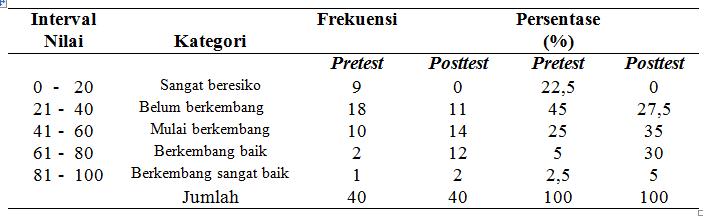 Interval Nilai Kategori Frekuensi Persentase (%)
Pretest Posttest Pretest Posttest
0 - 20 Sangat beresiko 9 0 22,5 0
21 - 40 Belum berkembang 18 11 45 27,5
41 - 60 Mulai berkembang 10 14 25 35
61 - 80 Berkembang baik 2 12 5 30
81 - 100 Berkembang sangat baik 1 2 2,5 5
Jumlah 40 40 100 100